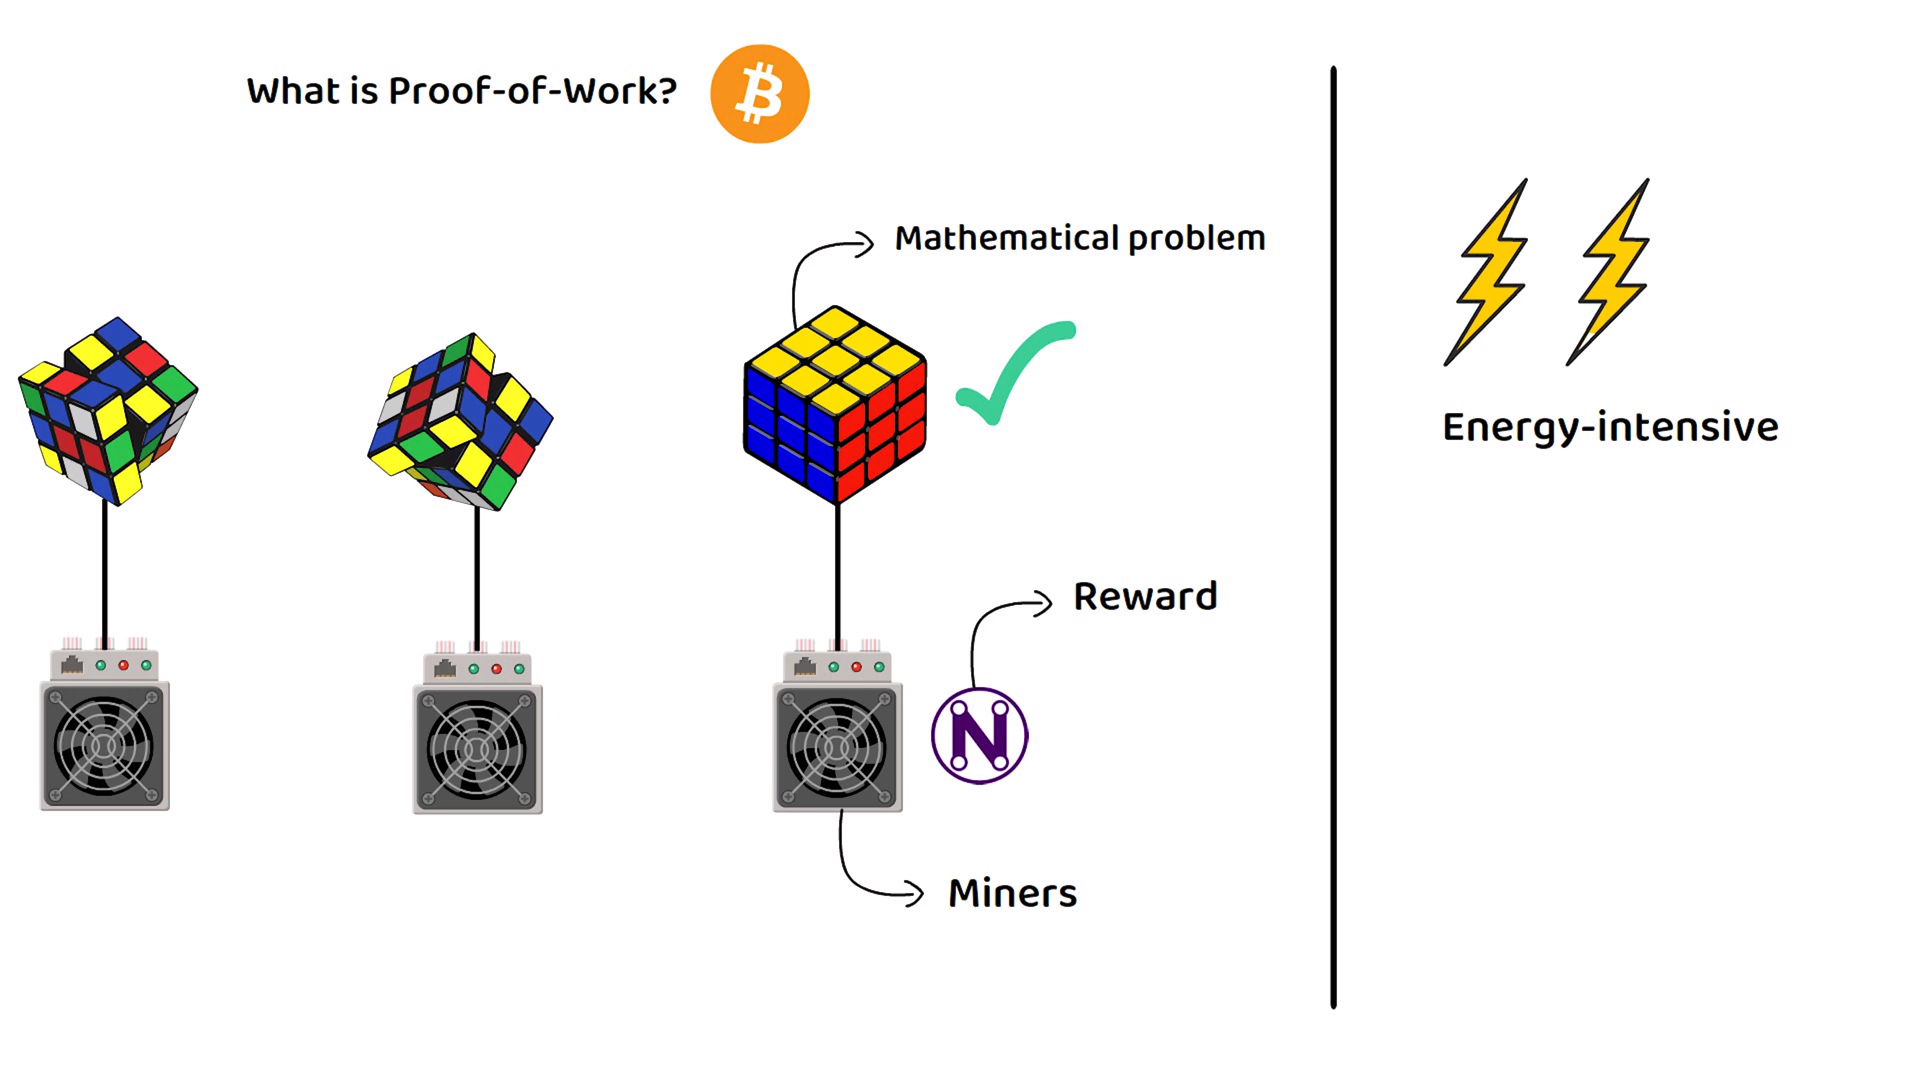 What is Proof-of-Work?
Mathematical problem
Energy-intensive
Reward
N
Miners